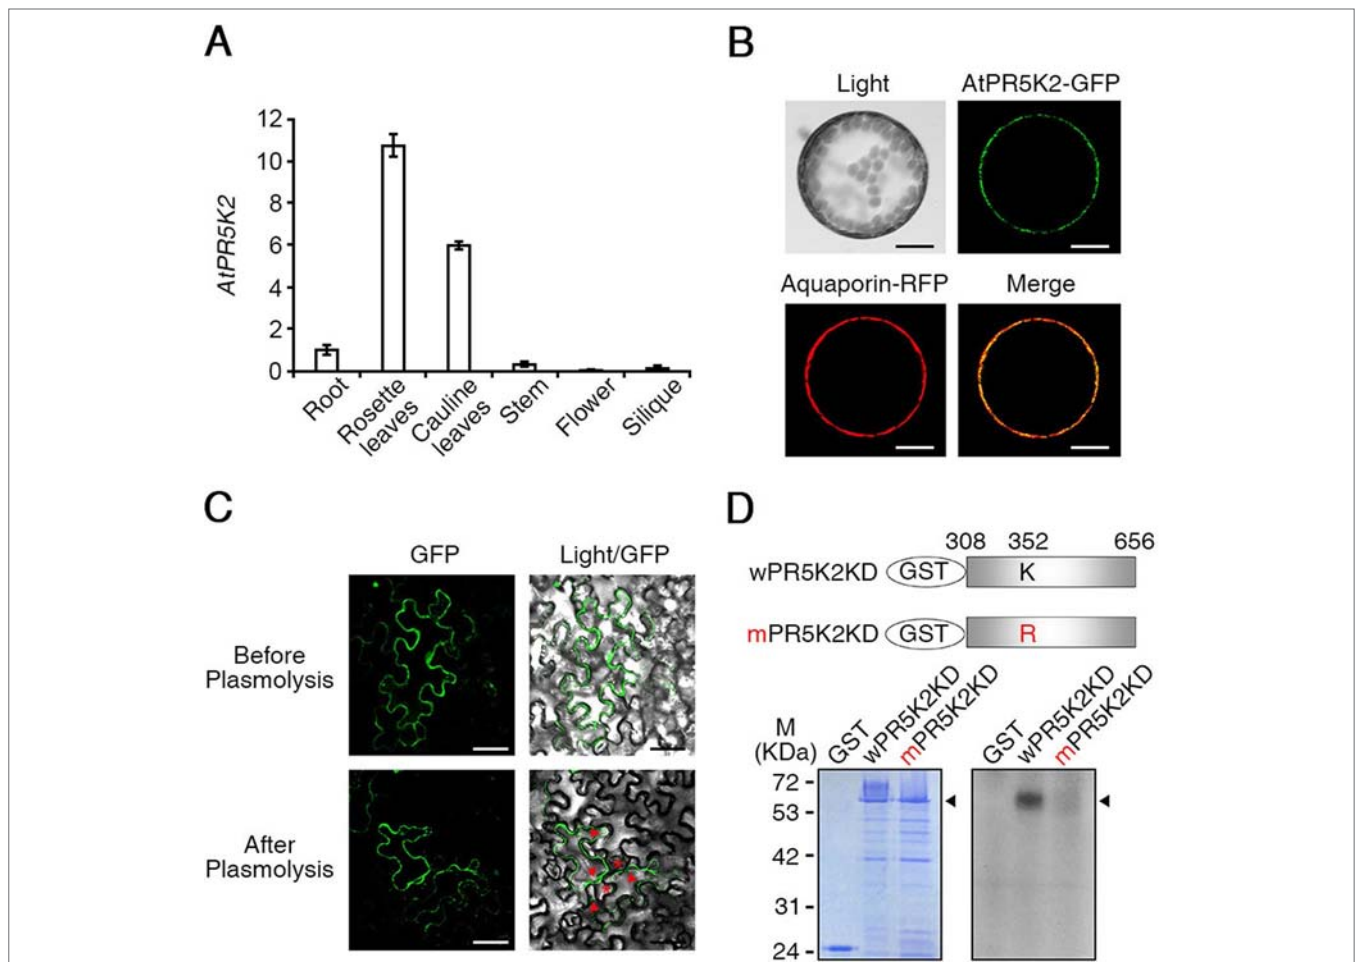 A
12
10
8
6
4
2
0
AtPR5K2
Root
Rosette
leaves
Cauline
leaves
Stem
Flower
Silique
B
Light
AtPR5K2-GFP
Aquaporin-RFP
Merge
C
GFP
Light/GFP
Before
Plasmolysis
After
Plasmolysis
D
308 352 656
wPR5K2KD GST K
mPR5K2KD GST R
M
(KDa)
GST
wPR5K2KD
mPR5K2KD
GST
wPR5K2KD
mPR5K2KD
72
53
42
31
24